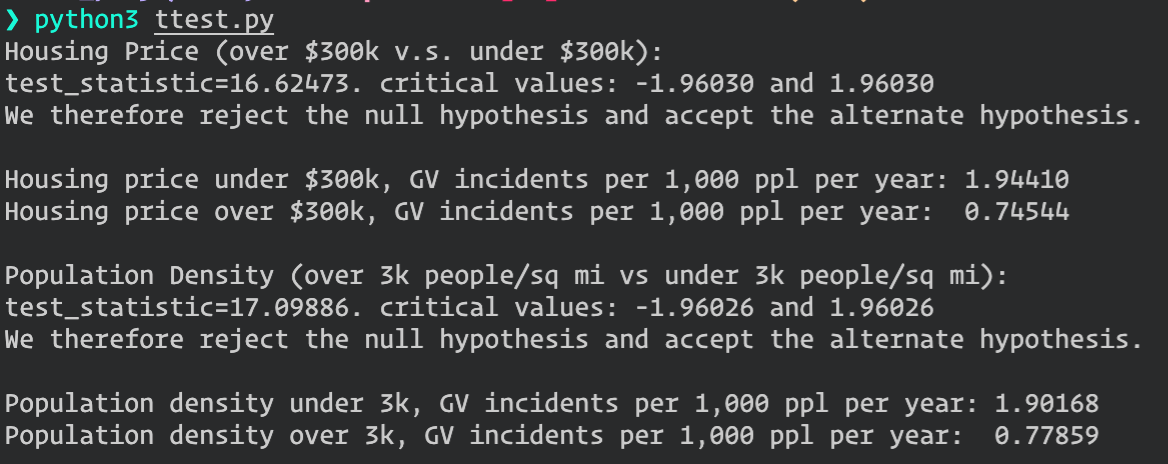 ❯ python3 ttest.py
Housing Price (over $300k v.s. under $300k):
test_statistic=16.62473. critical values: -1.96030 and 1.96030
We therefore reject the null hypothesis and accept the alternate hypothesis.
Housing price under $300k, GV incidents per 1,000 ppl per year: 1.94410
Housing price over $300k, GV incidents per 1,000 ppl per year:  0.74544
Population Density (over 3k people/sq mi vs under 3k people/sq mi):
test_statistic=17.09886. critical values: -1.96026 and 1.96026
We therefore reject the null hypothesis and accept the alternate hypothesis.
Population density under 3k, GV incidents per 1,000 ppl per year: 1.90168
Population density over 3k, GV incidents per 1,000 ppl per year:  0.77859